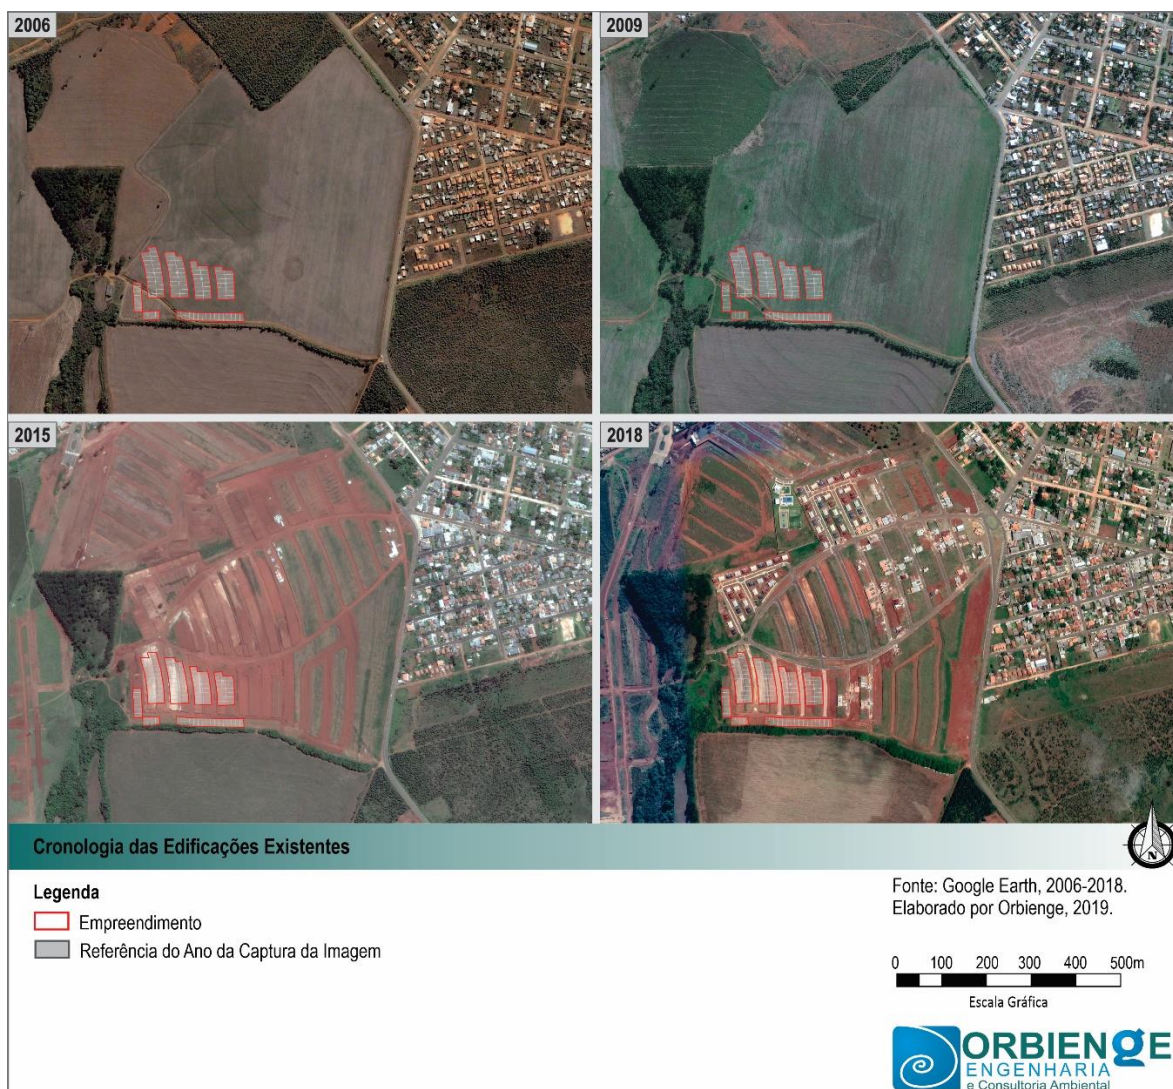 2006
2009
2015
2018
Cronologia das Edificações Existentes
N
Legenda
Empreendimento
Referência do Ano da Captura da Imagem
Fonte: Google Earth, 2006-2018.
Elaborado por Orbienge, 2019.
0 100 200 300 400 500m
Escala Gráfica
ORBIENGE
ENGENHARIA
e Consultoria Ambiental